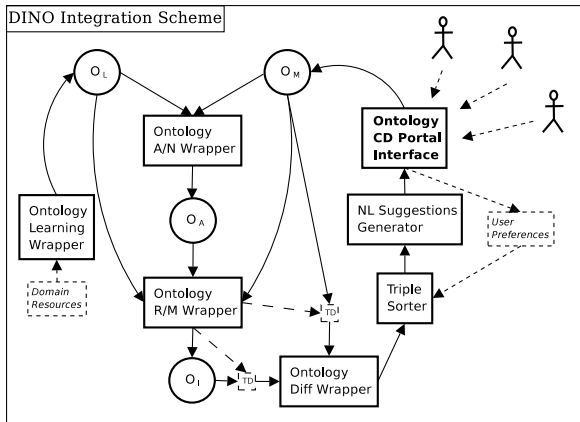 DINO Integration Scheme
O L
O M
Ontology
A/N Wrapper
Ontology
CD Portal
Interface
Ontology
Learning
Wrapper
O A
NL Suggestions
Generator
User
Preferences
Domain
Resources
Ontology
R/M Wrapper
TD
Triple
Sorter
O I
TD
Ontology
Diff Wrapper